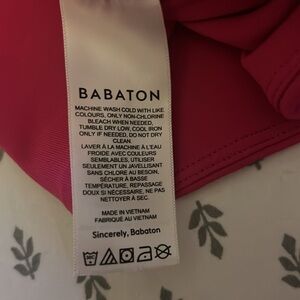 BABATON
MACHINE WASH COLD WITH LIKE
COLOURS, ONLY NON-CHLORINE
BLEACH WHEN NEEDED,
TUMBLE DRY LOW, COOL IRON
ONLY IF NEEDED, DO NOT DRY
CLEAN
LAVER À LA MACHINE À L'EAU
FROIDE AVEC COULEURS
SEMBLABLES, UTILISER
SEULEMENT UN JAVELLISANT
SANS CHLORE AU BESOIN,
SÉCHER À BASSE
TEMPÉRATURE, REPASSAGE
DOUX SI NÉCESSAIRE, NE PAS
NETTOYER À SEC.
MADE IN VIETNAM
FABRIQUÉ AU VIETNAM
Sincerely, Babaton